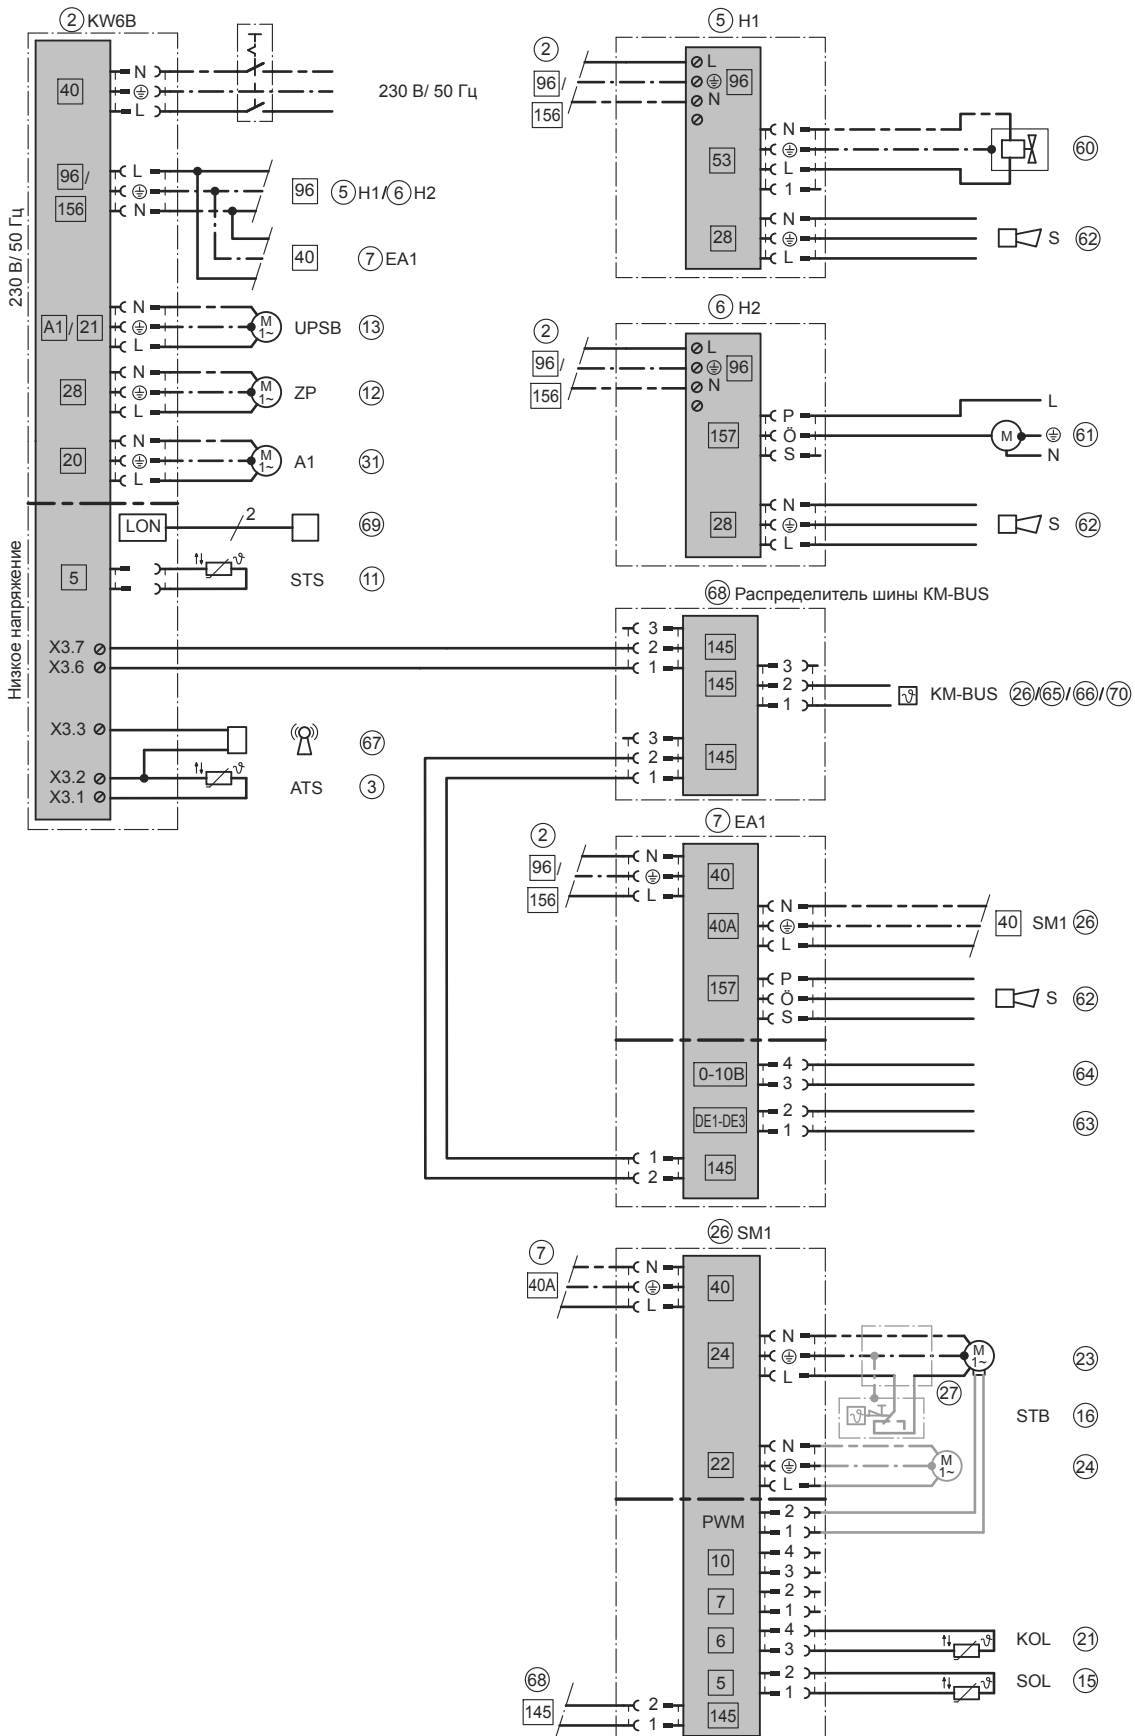 2 KW6B
40
N
L
230 В/ 50 Гц
96/
156
L
N
96 5 H1/6 H2
40 7 EA1
230 В/ 50 Гц
A1/ 21
N
L
M
1~
UPSB 13
28
N
L
M
1~
ZP 12
20
N
L
M
1~
A1 31
Низкое напряжение
LON 2 69
5 ϑ STS 11
X3.7
X3.6
X3.3 67
X3.2 ϑ
X3.1 ATS 3
5 H1
2
96/
156
L
N
96
53
N
L
1
60
28
N
L
S 62
6 H2
2
96/
156
L
N
96
157
P
Ö
S
M
L
N
61
28
N
L
S 62
68 Распределитель шины KM-BUS
3
2
1
145
145
3
2
1
ϑ KM-BUS 26/65/66/70
3
2
1
145
7 EA1
2
96/
156
N
L
40
40A
N
L
40 SM1 26
157
P
Ö
S
S 62
0-10В
4
3
64
DE1-DE3
2
1
63
1
2
145
26 SM1
7
40A
N
L
40
24
N
L
M
1~
23
27
ϑ
STB 16
22
N
L
M
1~
24
PWM
2
1
10
4
3
7
2
1
6
4
3
ϑ KOL 21
5
2
1
ϑ SOL 15
68
145
2
1
145